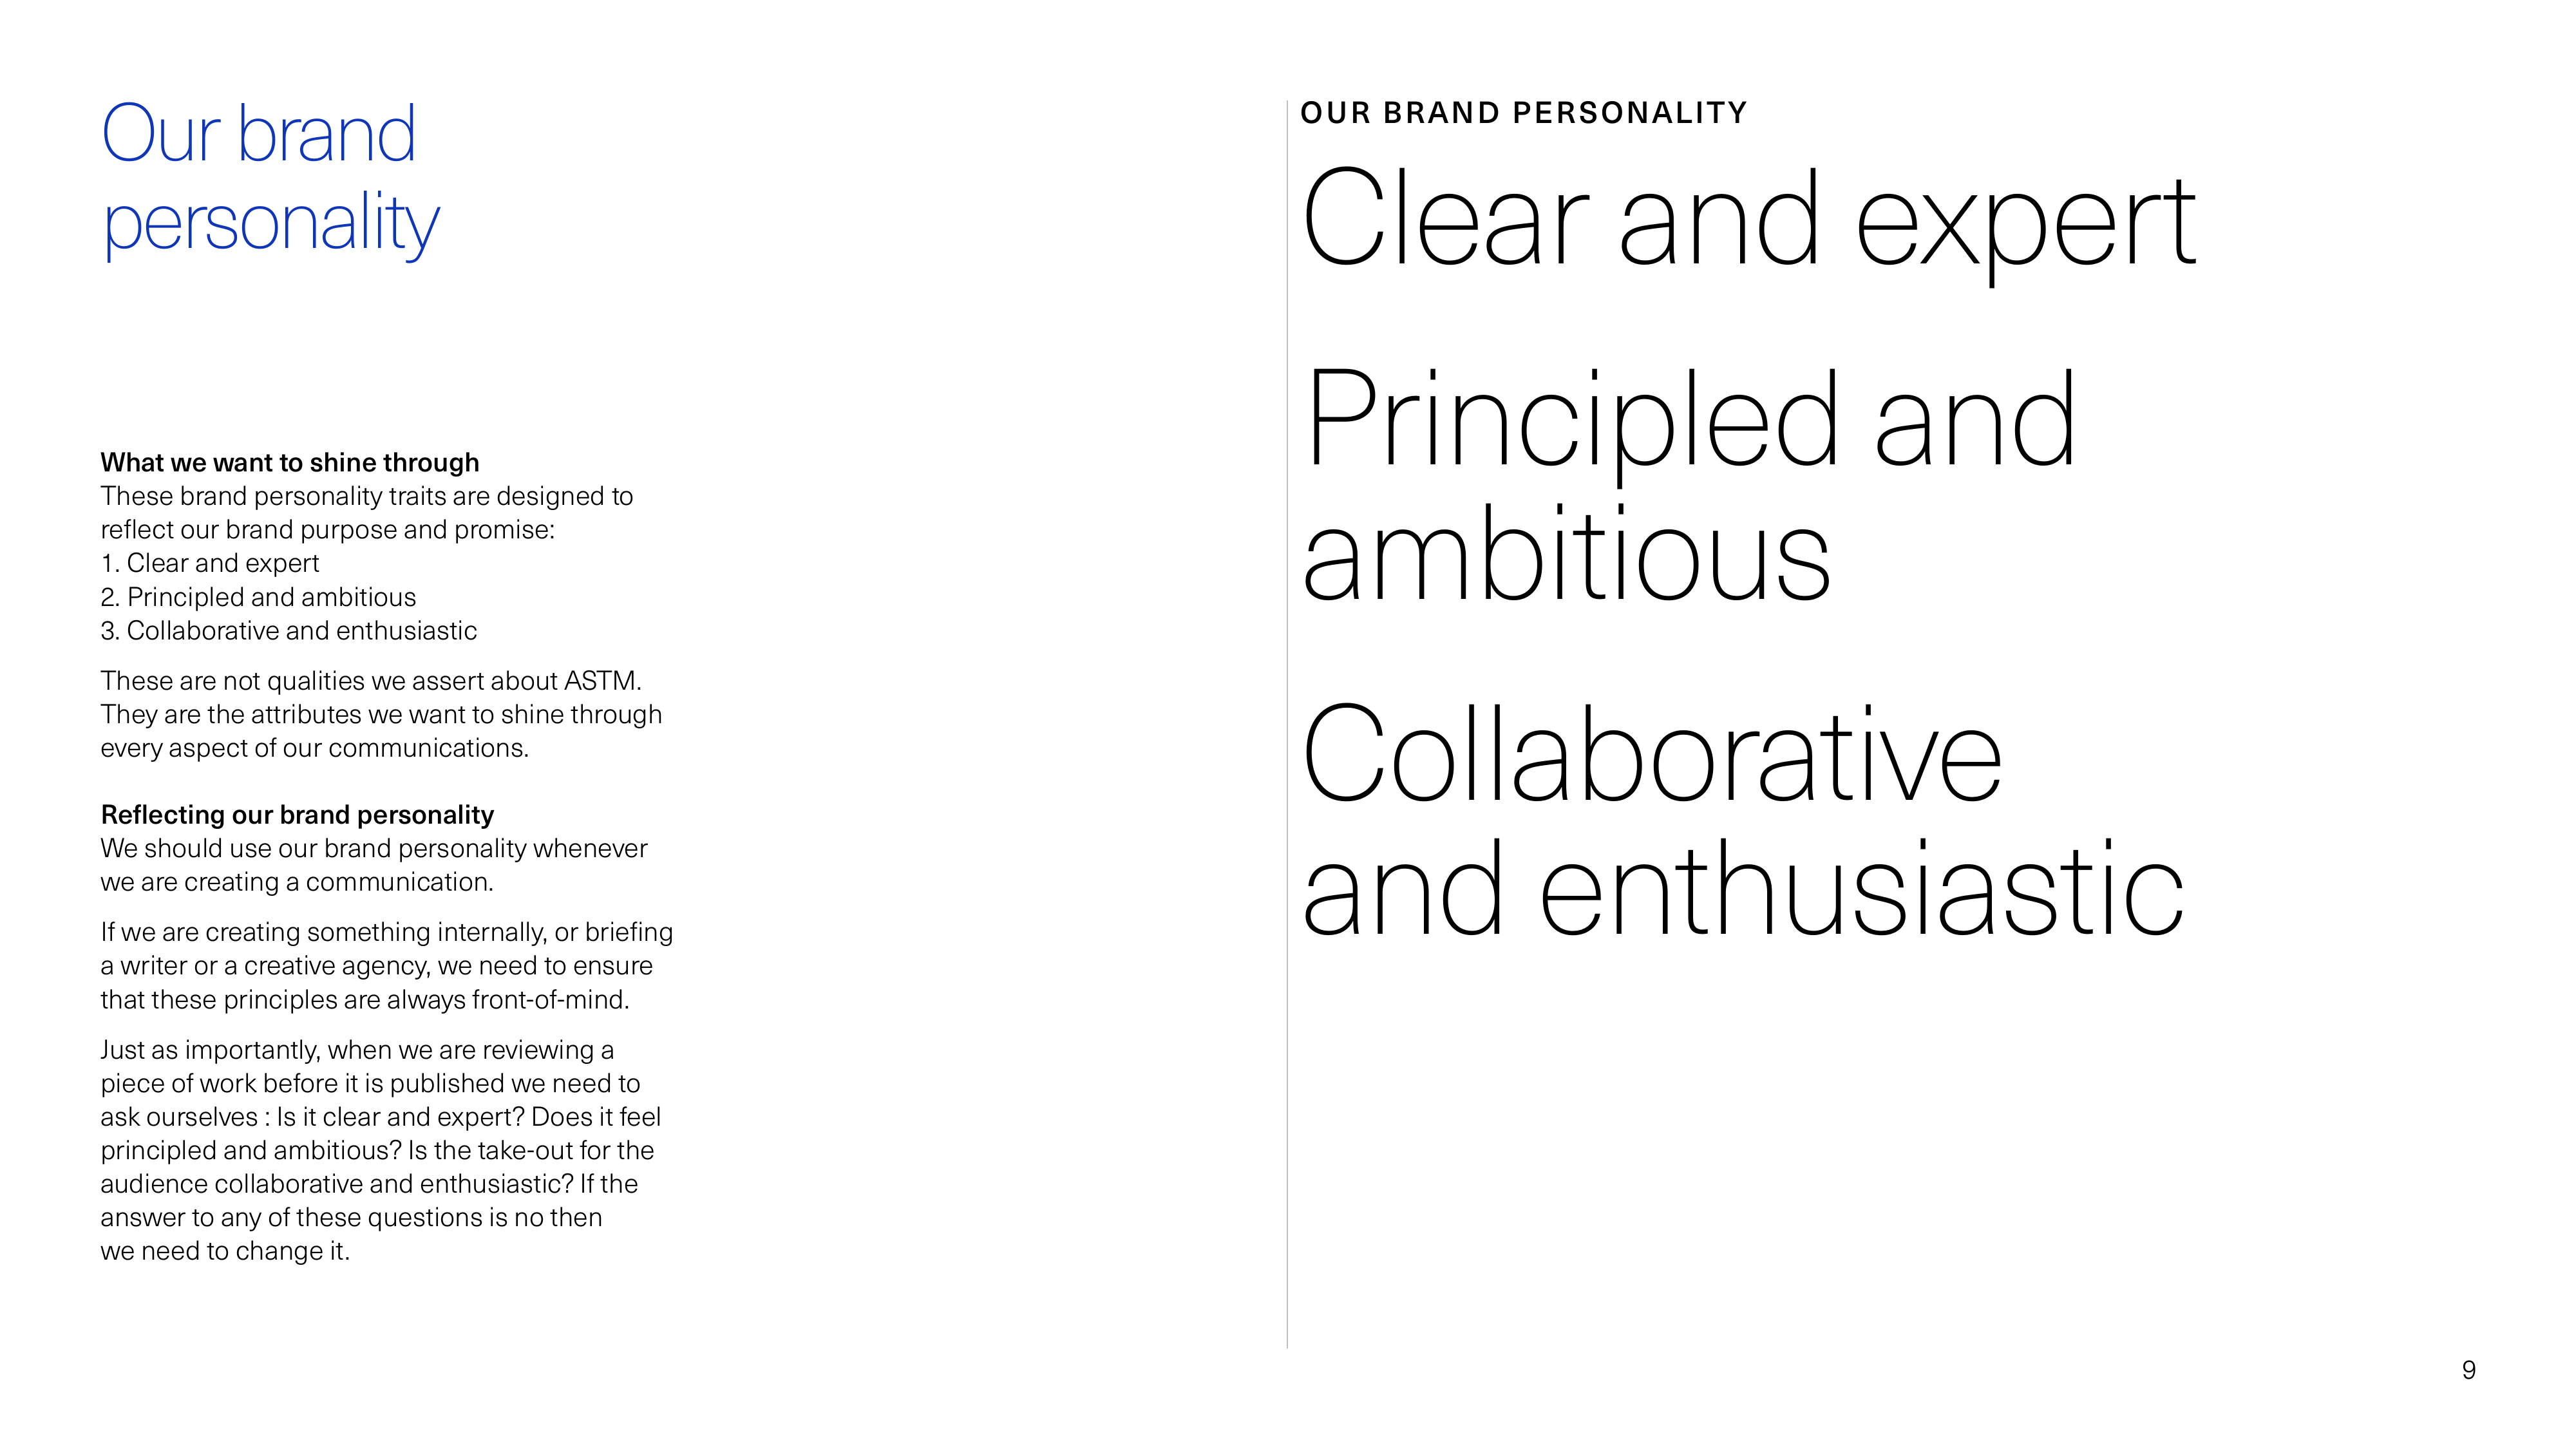 Our brand
personality
What we want to shine through
These brand personality traits are designed to
reflect our brand purpose and promise:
1. Clear and expert
2. Principled and ambitious
3. Collaborative and enthusiastic
These are not qualities we assert about ASTM.
They are the attributes we want to shine through
every aspect of our communications.
Reflecting our brand personality
We should use our brand personality whenever
we are creating a communication.
If we are creating something internally, or briefing
a writer or a creative agency, we need to ensure
that these principles are always front-of-mind.
Just as importantly, when we are reviewing a
piece of work before it is published we need to
ask ourselves : Is it clear and expert? Does it feel
principled and ambitious? Is the take-out for the
audience collaborative and enthusiastic? If the
answer to any of these questions is no then
we need to change it.
OUR BRAND PERSONALITY
Clear and expert
Principled and
ambitious
Collaborative
and enthusiastic
9